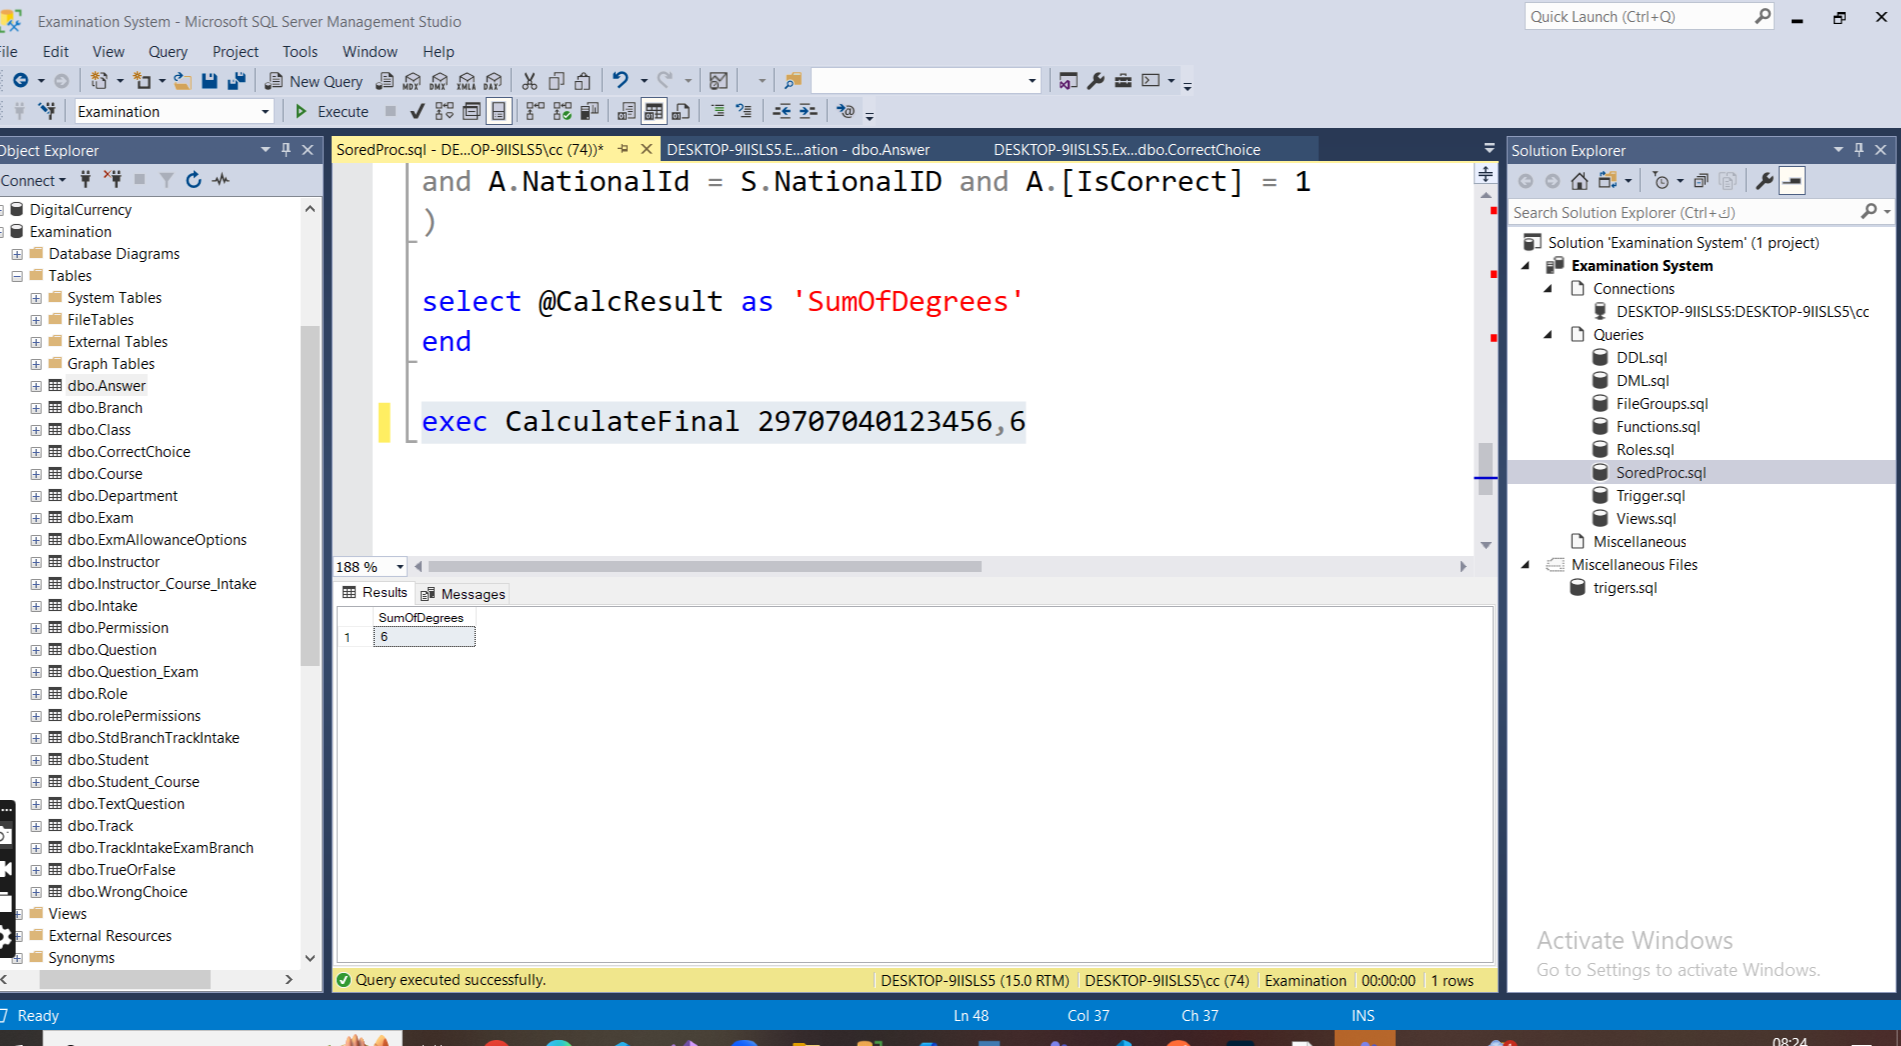 Examination System - Microsoft SQL Server Management Studio
Quick Launch (Ctrl+Q)
File Edit View Query Project Tools Window Help
New Query
MDX DMX XMLA DAX
Examination
Execute
Object Explorer
Connect
DigitalCurrency
Examination
Database Diagrams
Tables
System Tables
FileTables
External Tables
Graph Tables
dbo.Answer
dbo.Branch
dbo.Class
dbo.CorrectChoice
dbo.Course
dbo.Department
dbo.Exam
dbo.ExmAllowanceOptions
dbo.Instructor
dbo.Instructor_Course_Intake
dbo.Intake
dbo.Permission
dbo.Question
dbo.Question_Exam
dbo.Role
dbo.rolePermissions
dbo.StdBranchTrackIntake
dbo.Student
dbo.Student_Course
dbo.TextQuestion
dbo.Track
dbo.TrackIntakeExamBranch
dbo.TrueOrFalse
dbo.WrongChoice
Views
External Resources
Synonyms
SoredProc.sql - DE...OP-9IISLS5\cc (74))*
DESKTOP-9IISLS5.E...ation - dbo.Answer
DESKTOP-9IISLS5.Ex...dbo.CorrectChoice
and A.NationalId = S.NationalID and A.[IsCorrect] = 1
)
select @CalcResult as 'SumOfDegrees'
end
exec CalculateFinal 29707040123456,6
188 %
Results Messages
SumOfDegrees
1 6
Query executed successfully.
DESKTOP-9IISLS5 (15.0 RTM) DESKTOP-9IISLS5\cc (74) Examination 00:00:00 1 rows
Solution Explorer
Search Solution Explorer (Ctrl+ك)
Solution 'Examination System' (1 project)
Examination System
Connections
DESKTOP-9IISLS5:DESKTOP-9IISLS5\cc
Queries
DDL.sql
DML.sql
FileGroups.sql
Functions.sql
Roles.sql
SoredProc.sql
Trigger.sql
Views.sql
Miscellaneous
Miscellaneous Files
trigers.sql
Activate Windows
Go to Settings to activate Windows.
Ready Ln 48 Col 37 Ch 37 INS
08:24